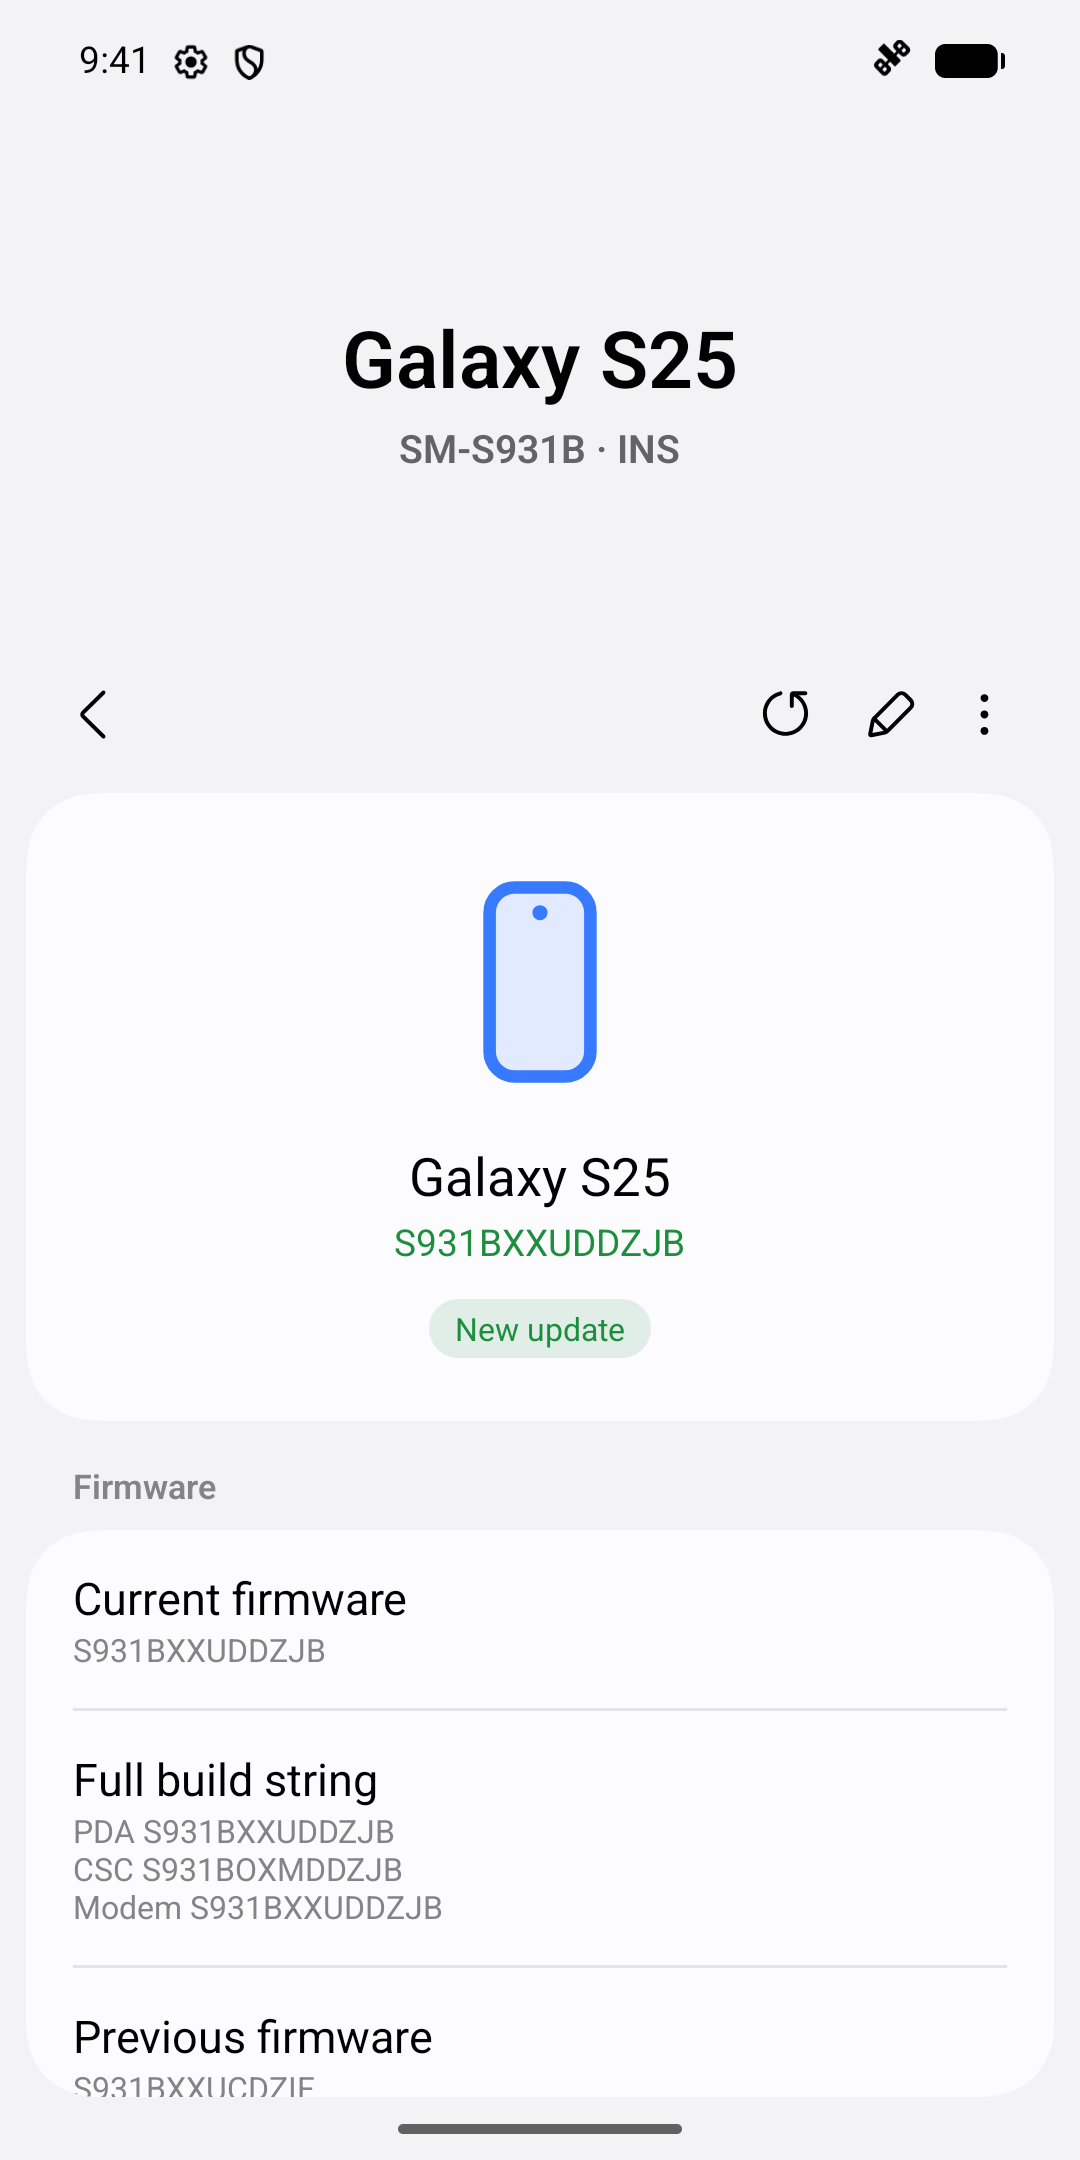 9:41
Galaxy S25
SM-S931B · INS
Galaxy S25
S931BXXUDDZJB
New update
Firmware
Current firmware
S931BXXUDDZJB
Full build string
PDA S931BXXUDDZJB
CSC S931BOXMDDZJB
Modem S931BXXUDDZJB
Previous firmware